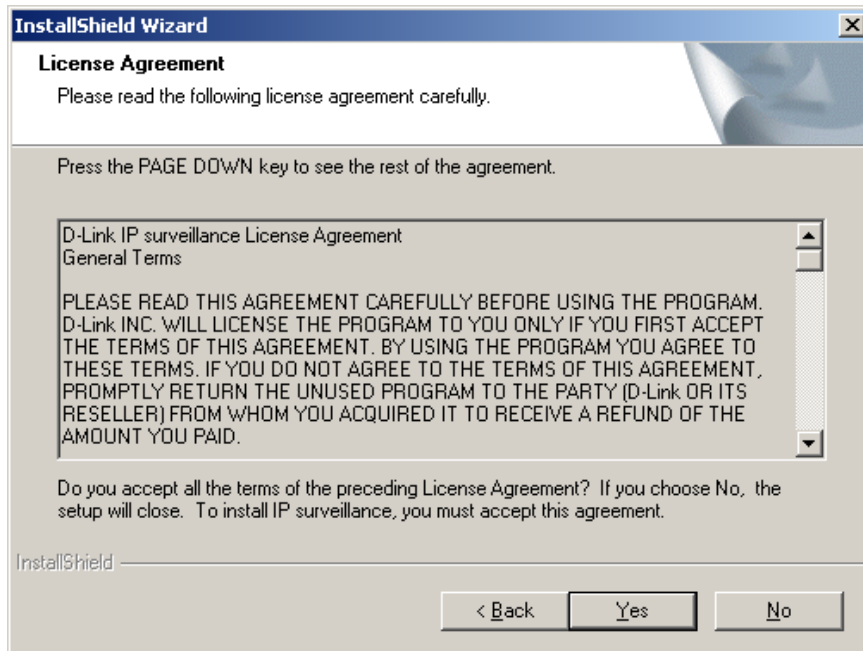 InstallShield Wizard
License Agreement
Please read the following license agreement carefully.
Press the PAGE DOWN key to see the rest of the agreement.
D-Link IP surveillance License Agreement
General Terms
PLEASE READ THIS AGREEMENT CAREFULLY BEFORE USING THE PROGRAM.
D-Link INC. WILL LICENSE THE PROGRAM TO YOU ONLY IF YOU FIRST ACCEPT
THE TERMS OF THIS AGREEMENT. BY USING THE PROGRAM YOU AGREE TO
THESE TERMS. IF YOU DO NOT AGREE TO THE TERMS OF THIS AGREEMENT,
PROMPTLY RETURN THE UNUSED PROGRAM TO THE PARTY (D-Link OR ITS
RESELLER) FROM WHOM YOU ACQUIRED IT TO RECEIVE A REFUND OF THE
AMOUNT YOU PAID.
Do you accept all the terms of the preceding License Agreement? If you choose No, the
setup will close. To install IP surveillance, you must accept this agreement.
InstallShield
< Back Yes No